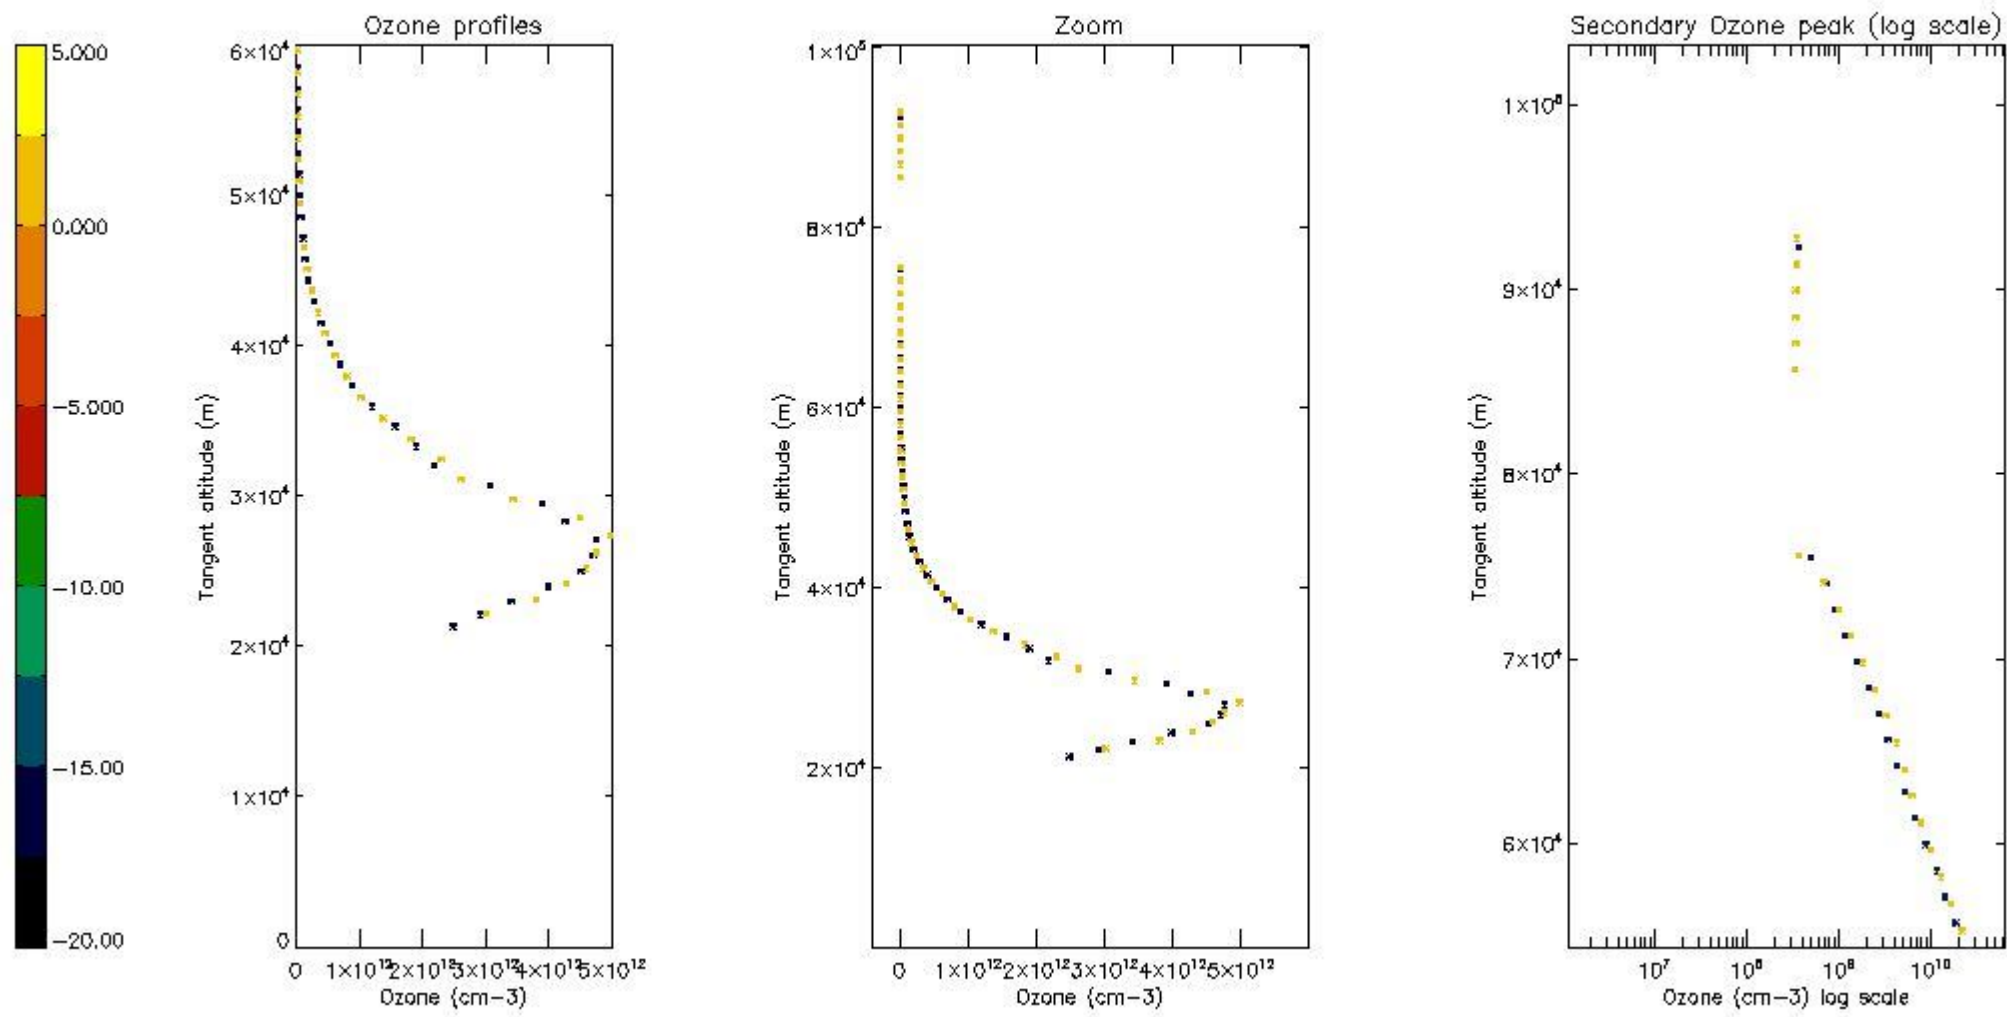 Ozone profiles
Zoom
Secondary Ozone peak (log scale)
5.000
0.000
−5.000
−10.00
−15.00
−20.00
6×10⁴
5×10⁴
4×10⁴
3×10⁴
2×10⁴
1×10⁴
0
Tangent altitude (m)
0 1×10¹² 2×10¹² 3×10¹² 4×10¹² 5×10¹²
Ozone (cm−3)
1×10⁵
8×10⁴
6×10⁴
4×10⁴
2×10⁴
Tangent altitude (m)
0 1×10¹² 2×10¹² 3×10¹² 4×10¹² 5×10¹²
Ozone (cm−3)
9×10⁴
8×10⁴
7×10⁴
6×10⁴
Tangent altitude (m)
10⁷ 10¹⁰
Ozone (cm−3) log scale